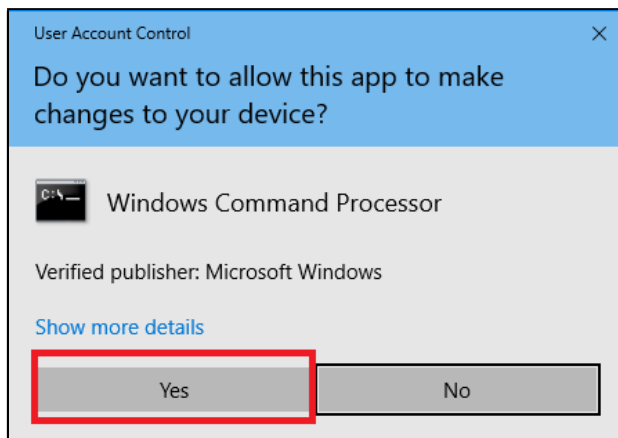 User Account Control
Do you want to allow this app to make
changes to your device?
C:\_
Windows Command Processor
Verified publisher: Microsoft Windows
Show more details
Yes
No